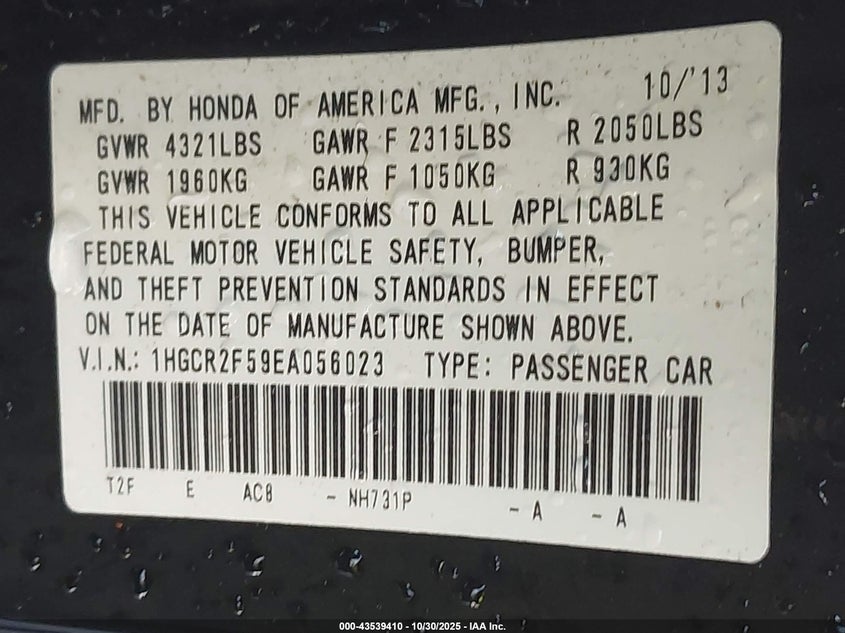 MFD. BY HONDA OF AMERICA MFG., INC. 10/'13
GVWR 4321LBS GAWR F 2315LBS R 2050LBS
GVWR 1960KG GAWR F 1050KG R 930KG
THIS VEHICLE CONFORMS TO ALL APPLICABLE
FEDERAL MOTOR VEHICLE SAFETY, BUMPER,
AND THEFT PREVENTION STANDARDS IN EFFECT
ON THE DATE OF MANUFACTURE SHOWN ABOVE.
V.I.N.: 1HGCR2F59EA056023 TYPE: PASSENGER CAR
T2F E AC8 - NH731P - A - A
000-43539410 - 10/30/2025 - IAA Inc.